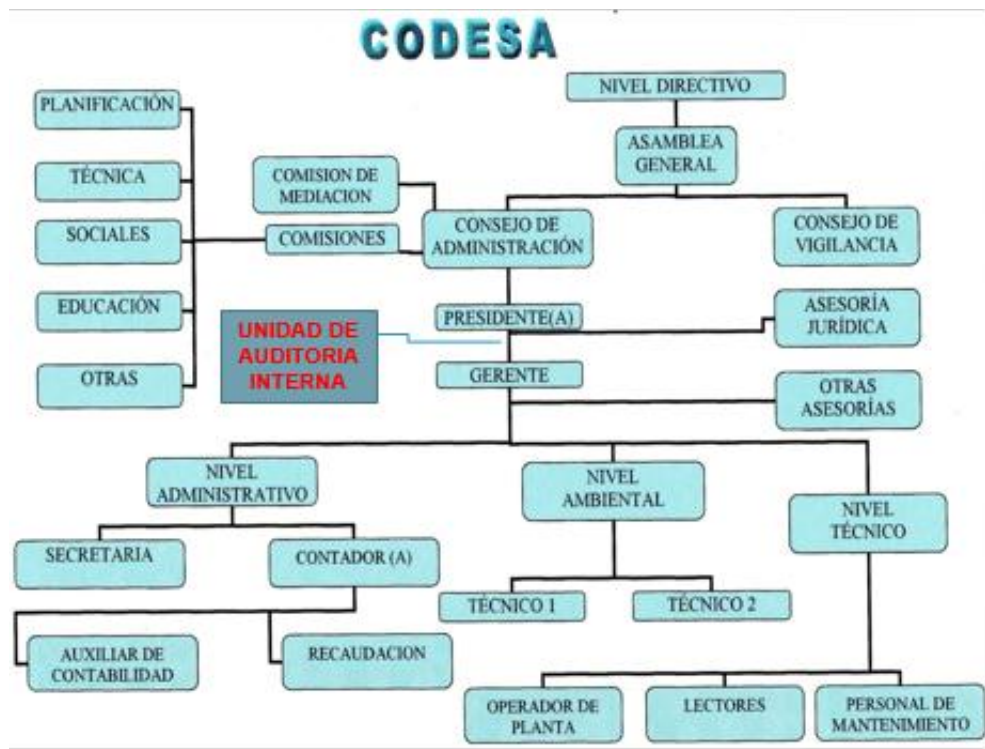 CODESA
NIVEL DIRECTIVO
PLANIFICACIÓN
ASAMBLEA
GENERAL
TÉCNICA
COMISION DE
MEDIACION
SOCIALES
COMISIONES
CONSEJO DE
ADMINISTRACIÓN
CONSEJO DE
VIGILANCIA
EDUCACIÓN
PRESIDENTE(A)
ASESORÍA
JURÍDICA
UNIDAD DE
AUDITORIA
INTERNA
OTRAS
GERENTE
OTRAS
ASESORÍAS
NIVEL
ADMINISTRATIVO
NIVEL
AMBIENTAL
NIVEL
TÉCNICO
SECRETARIA
CONTADOR (A)
TÉCNICO 1
TÉCNICO 2
AUXILIAR DE
CONTABILIDAD
RECAUDACION
OPERADOR DE
PLANTA
LECTORES
PERSONAL DE
MANTENIMIENTO